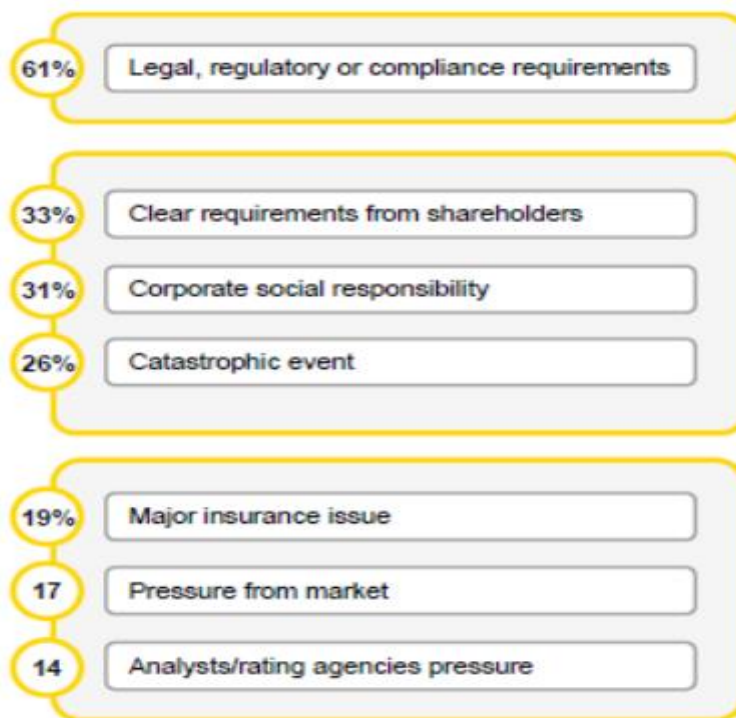 61% Legal, regulatory or compliance requirements
33% Clear requirements from shareholders
31% Corporate social responsibility
26% Catastrophic event
19% Major insurance issue
17 Pressure from market
14 Analysts/rating agencies pressure